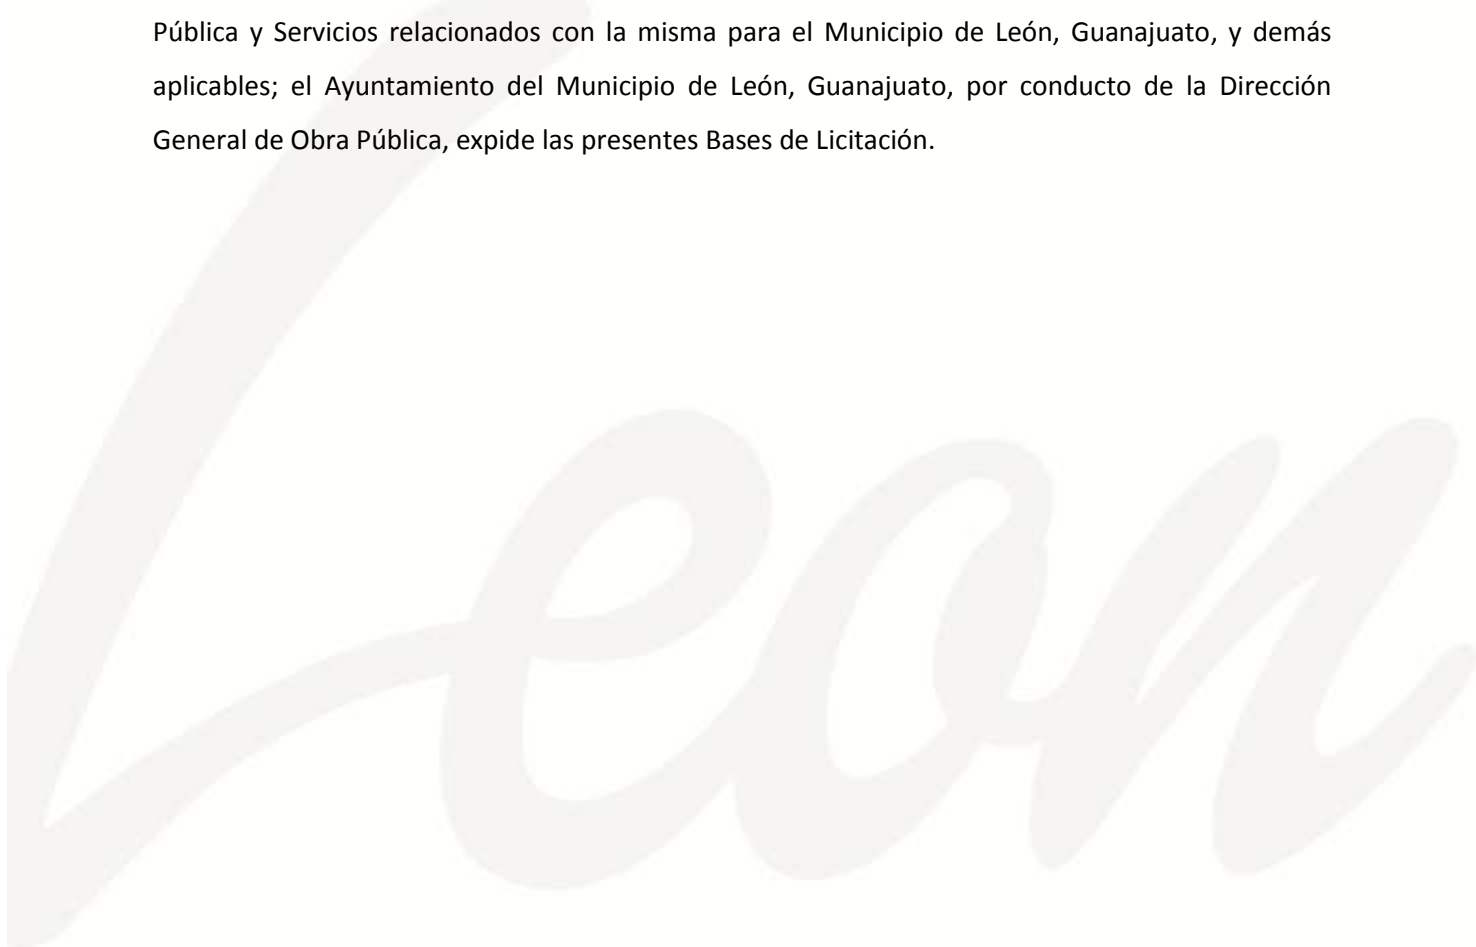 Pública y Servicios relacionados con la misma para el Municipio de León, Guanajuato, y demás
aplicables; el Ayuntamiento del Municipio de León, Guanajuato, por conducto de la Dirección
General de Obra Pública, expide las presentes Bases de Licitación.
Leon